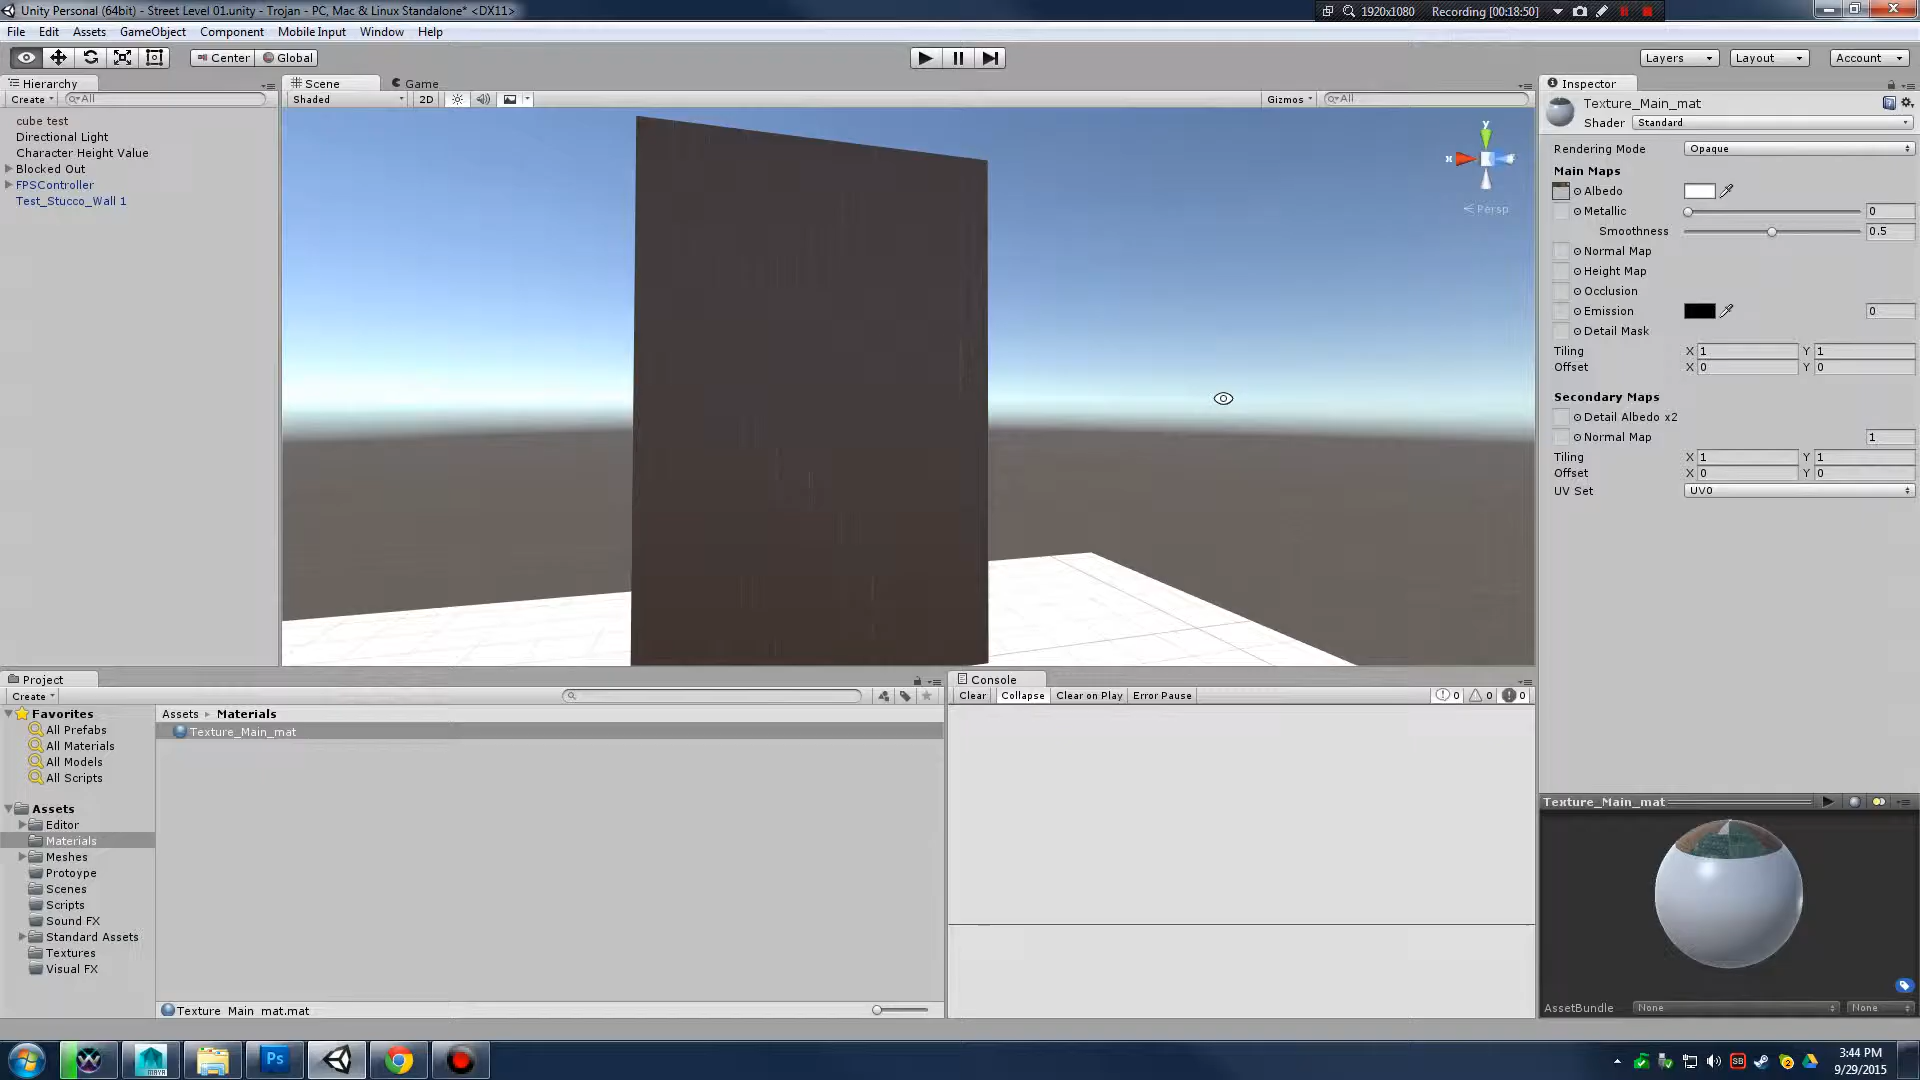 Unity Personal (64bit) - Street Level 01.unity - Trojan - PC, Mac & Linux Standalone* <DX11>
1920x1080 Recording [00:18:50]
File Edit Assets GameObject Component Mobile Input Window Help
Center Global
Layers Layout Account
Hierarchy
Create All
cube test
Directional Light
Character Height Value
Blocked Out
FPSController
Test_Stucco_Wall 1
Scene Game
Shaded 2D Gizmos All
y
x
Persp
Inspector
Texture_Main_mat
Shader Standard
Rendering Mode Opaque
Main Maps
Albedo
Metallic 0
Smoothness 0.5
Normal Map
Height Map
Occlusion
Emission 0
Detail Mask
Tiling X 1 Y 1
Offset X 0 Y 0
Secondary Maps
Detail Albedo x2
Normal Map 1
Tiling X 1 Y 1
Offset X 0 Y 0
UV Set UV0
Project
Create
Favorites
All Prefabs
All Materials
All Models
All Scripts
Assets
Editor
Materials
Meshes
Protoype
Scenes
Scripts
Sound FX
Standard Assets
Textures
Visual FX
Assets Materials
Texture_Main_mat
Texture_Main_mat.mat
Console
Clear Collapse Clear on Play Error Pause 0 0 0
Texture_Main_mat
AssetBundle None None
MAYA
Ps
SB
2
3:44 PM
9/29/2015